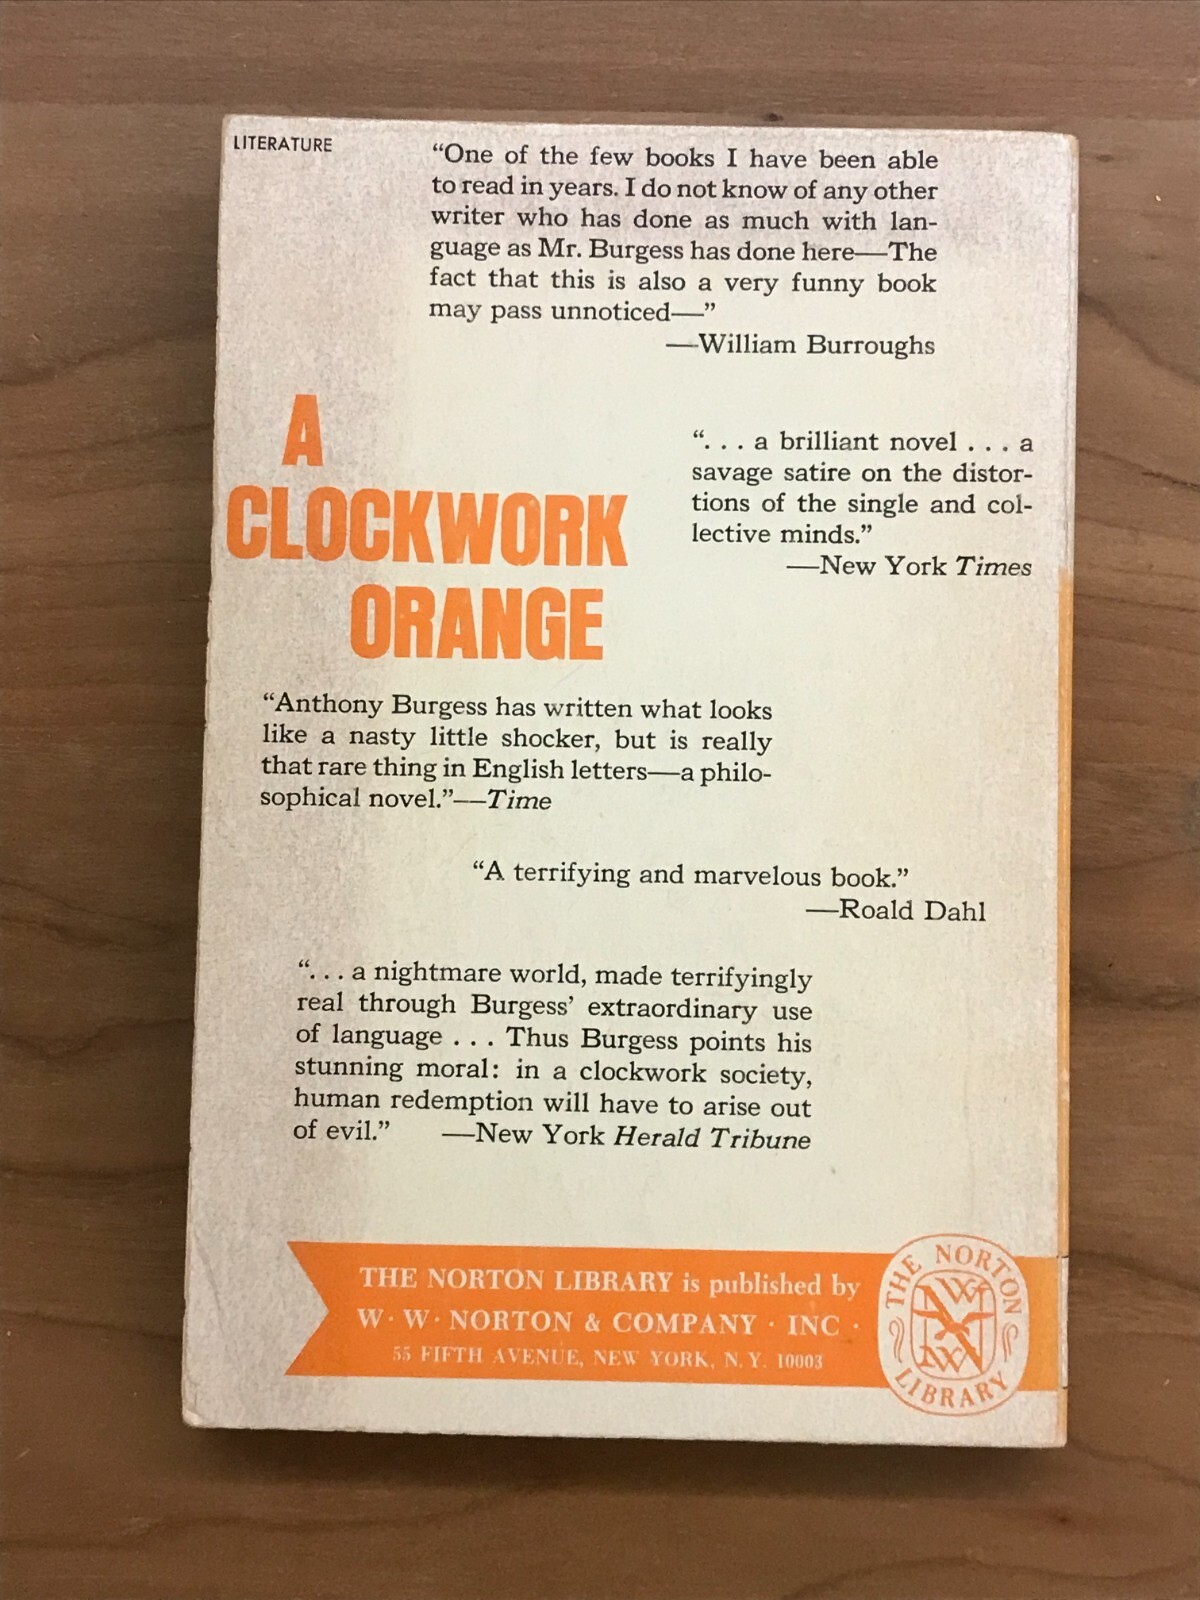 LITERATURE
“One of the few books I have been able
to read in years. I do not know of any other
writer who has done as much with lan-
guage as Mr. Burgess has done here—The
fact that this is also a very funny book
may pass unnoticed—”
—William Burroughs
A
CLOCKWORK
ORANGE
“. . . a brilliant novel . . . a
savage satire on the distor-
tions of the single and col-
lective minds.”
—New York Times
“Anthony Burgess has written what looks
like a nasty little shocker, but is really
that rare thing in English letters—a philo-
sophical novel.”—Time
“A terrifying and marvelous book.”
—Roald Dahl
“. . . a nightmare world, made terrifyingly
real through Burgess’ extraordinary use
of language . . . Thus Burgess points his
stunning moral: in a clockwork society,
human redemption will have to arise out
of evil.” —New York Herald Tribune
THE NORTON LIBRARY is published by
W · W · NORTON & COMPANY · INC ·
55 FIFTH AVENUE, NEW YORK, N.Y. 10003
THE NORTON
LIBRARY